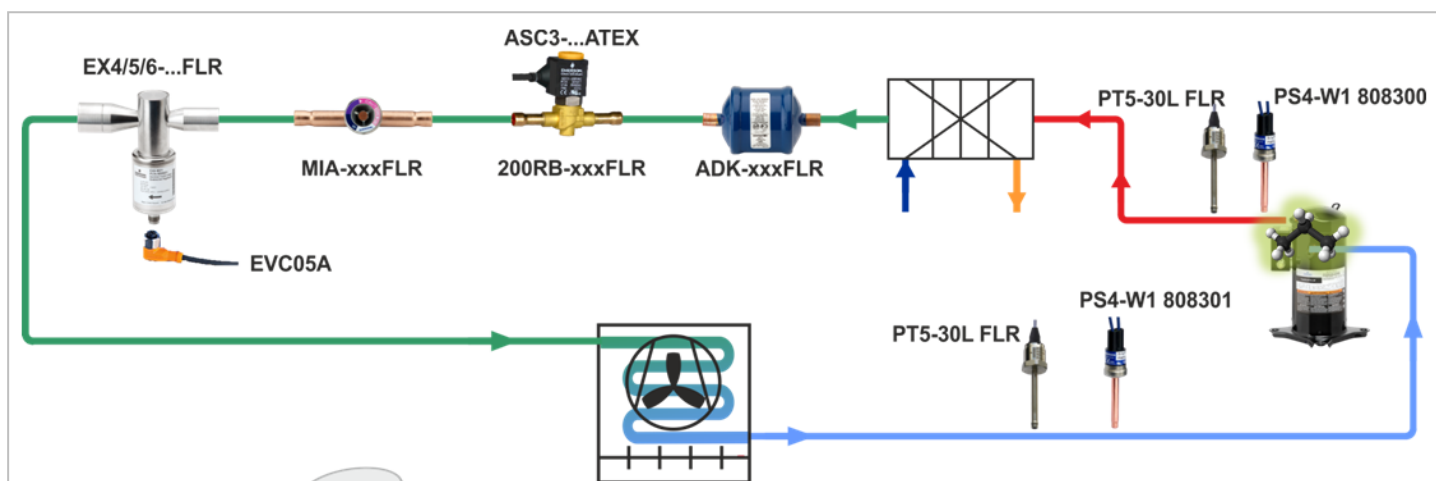 ASC3-...ATEX
EX4/5/6-...FLR
PT5-30L FLR
PS4-W1 808300
MIA-xxxFLR
200RB-xxxFLR
ADK-xxxFLR
EVC05A
PS4-W1 808301
PT5-30L FLR